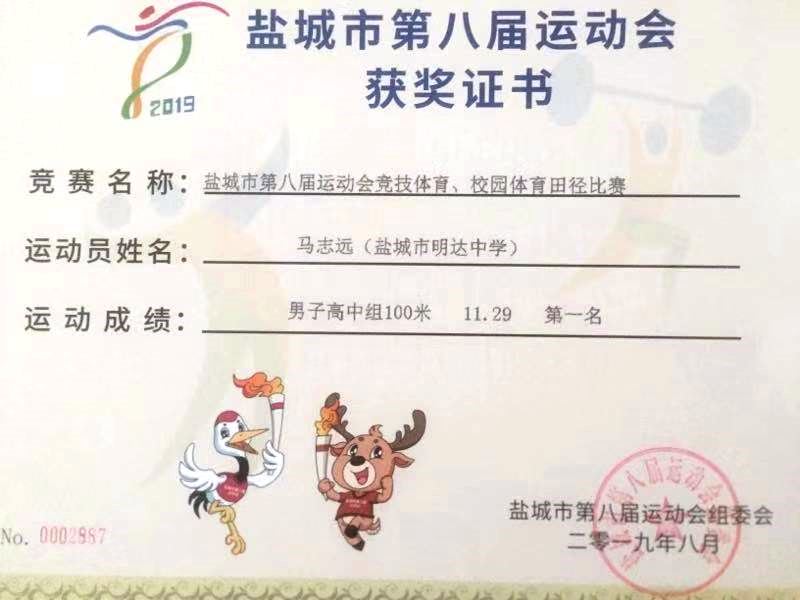 2019
盐城市第八届运动会
获奖证书
竞赛名称：盐城市第八届运动会竞技体育、校园体育田径比赛
运动员姓名：马志远（盐城市明达中学）
运动成绩：男子高中组100米 11.29 第一名
盐城市第八届运动会组委会
二零一九年八月
No. 0002887